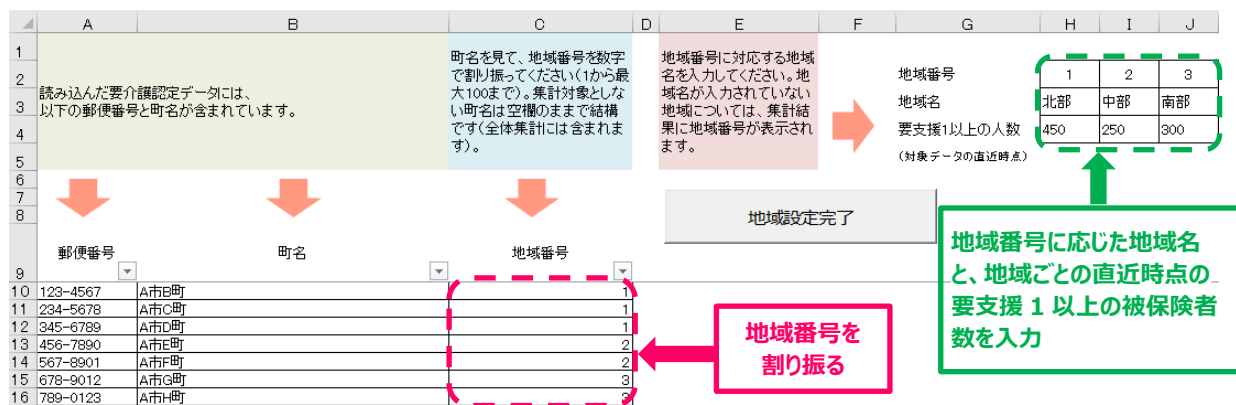 A B C D E F G H I J
1
2
3
4
5
6
7
8
9
読み込んだ要介護認定データには、
以下の郵便番号と町名が含まれています。
町名を見て、地域番号を数字
で割り振ってください(1から最
大100まで)。集計対象としな
い町名は空欄のままで結構
です(全体集計には含まれま
す)。
地域番号に対応する地域
名を入力してください。地
域名が入力されていない
地域については、集計結
果に地域番号が表示され
ます。
地域番号 1 2 3
地域名 北部 中部 南部
要支援1以上の人数 450 250 300
(対象データの直近時点)
地域設定完了
郵便番号 町名 地域番号
10 123-4567 A市B町 1
11 234-5678 A市C町 1
12 345-6789 A市D町 1
13 456-7890 A市E町 2
14 567-8901 A市F町 2
15 678-9012 A市G町 3
16 789-0123 A市H町 3
地域番号を
割り振る
地域番号に応じた地域名
と、地域ごとの直近時点の
要支援 1 以上の被保険者
数を入力